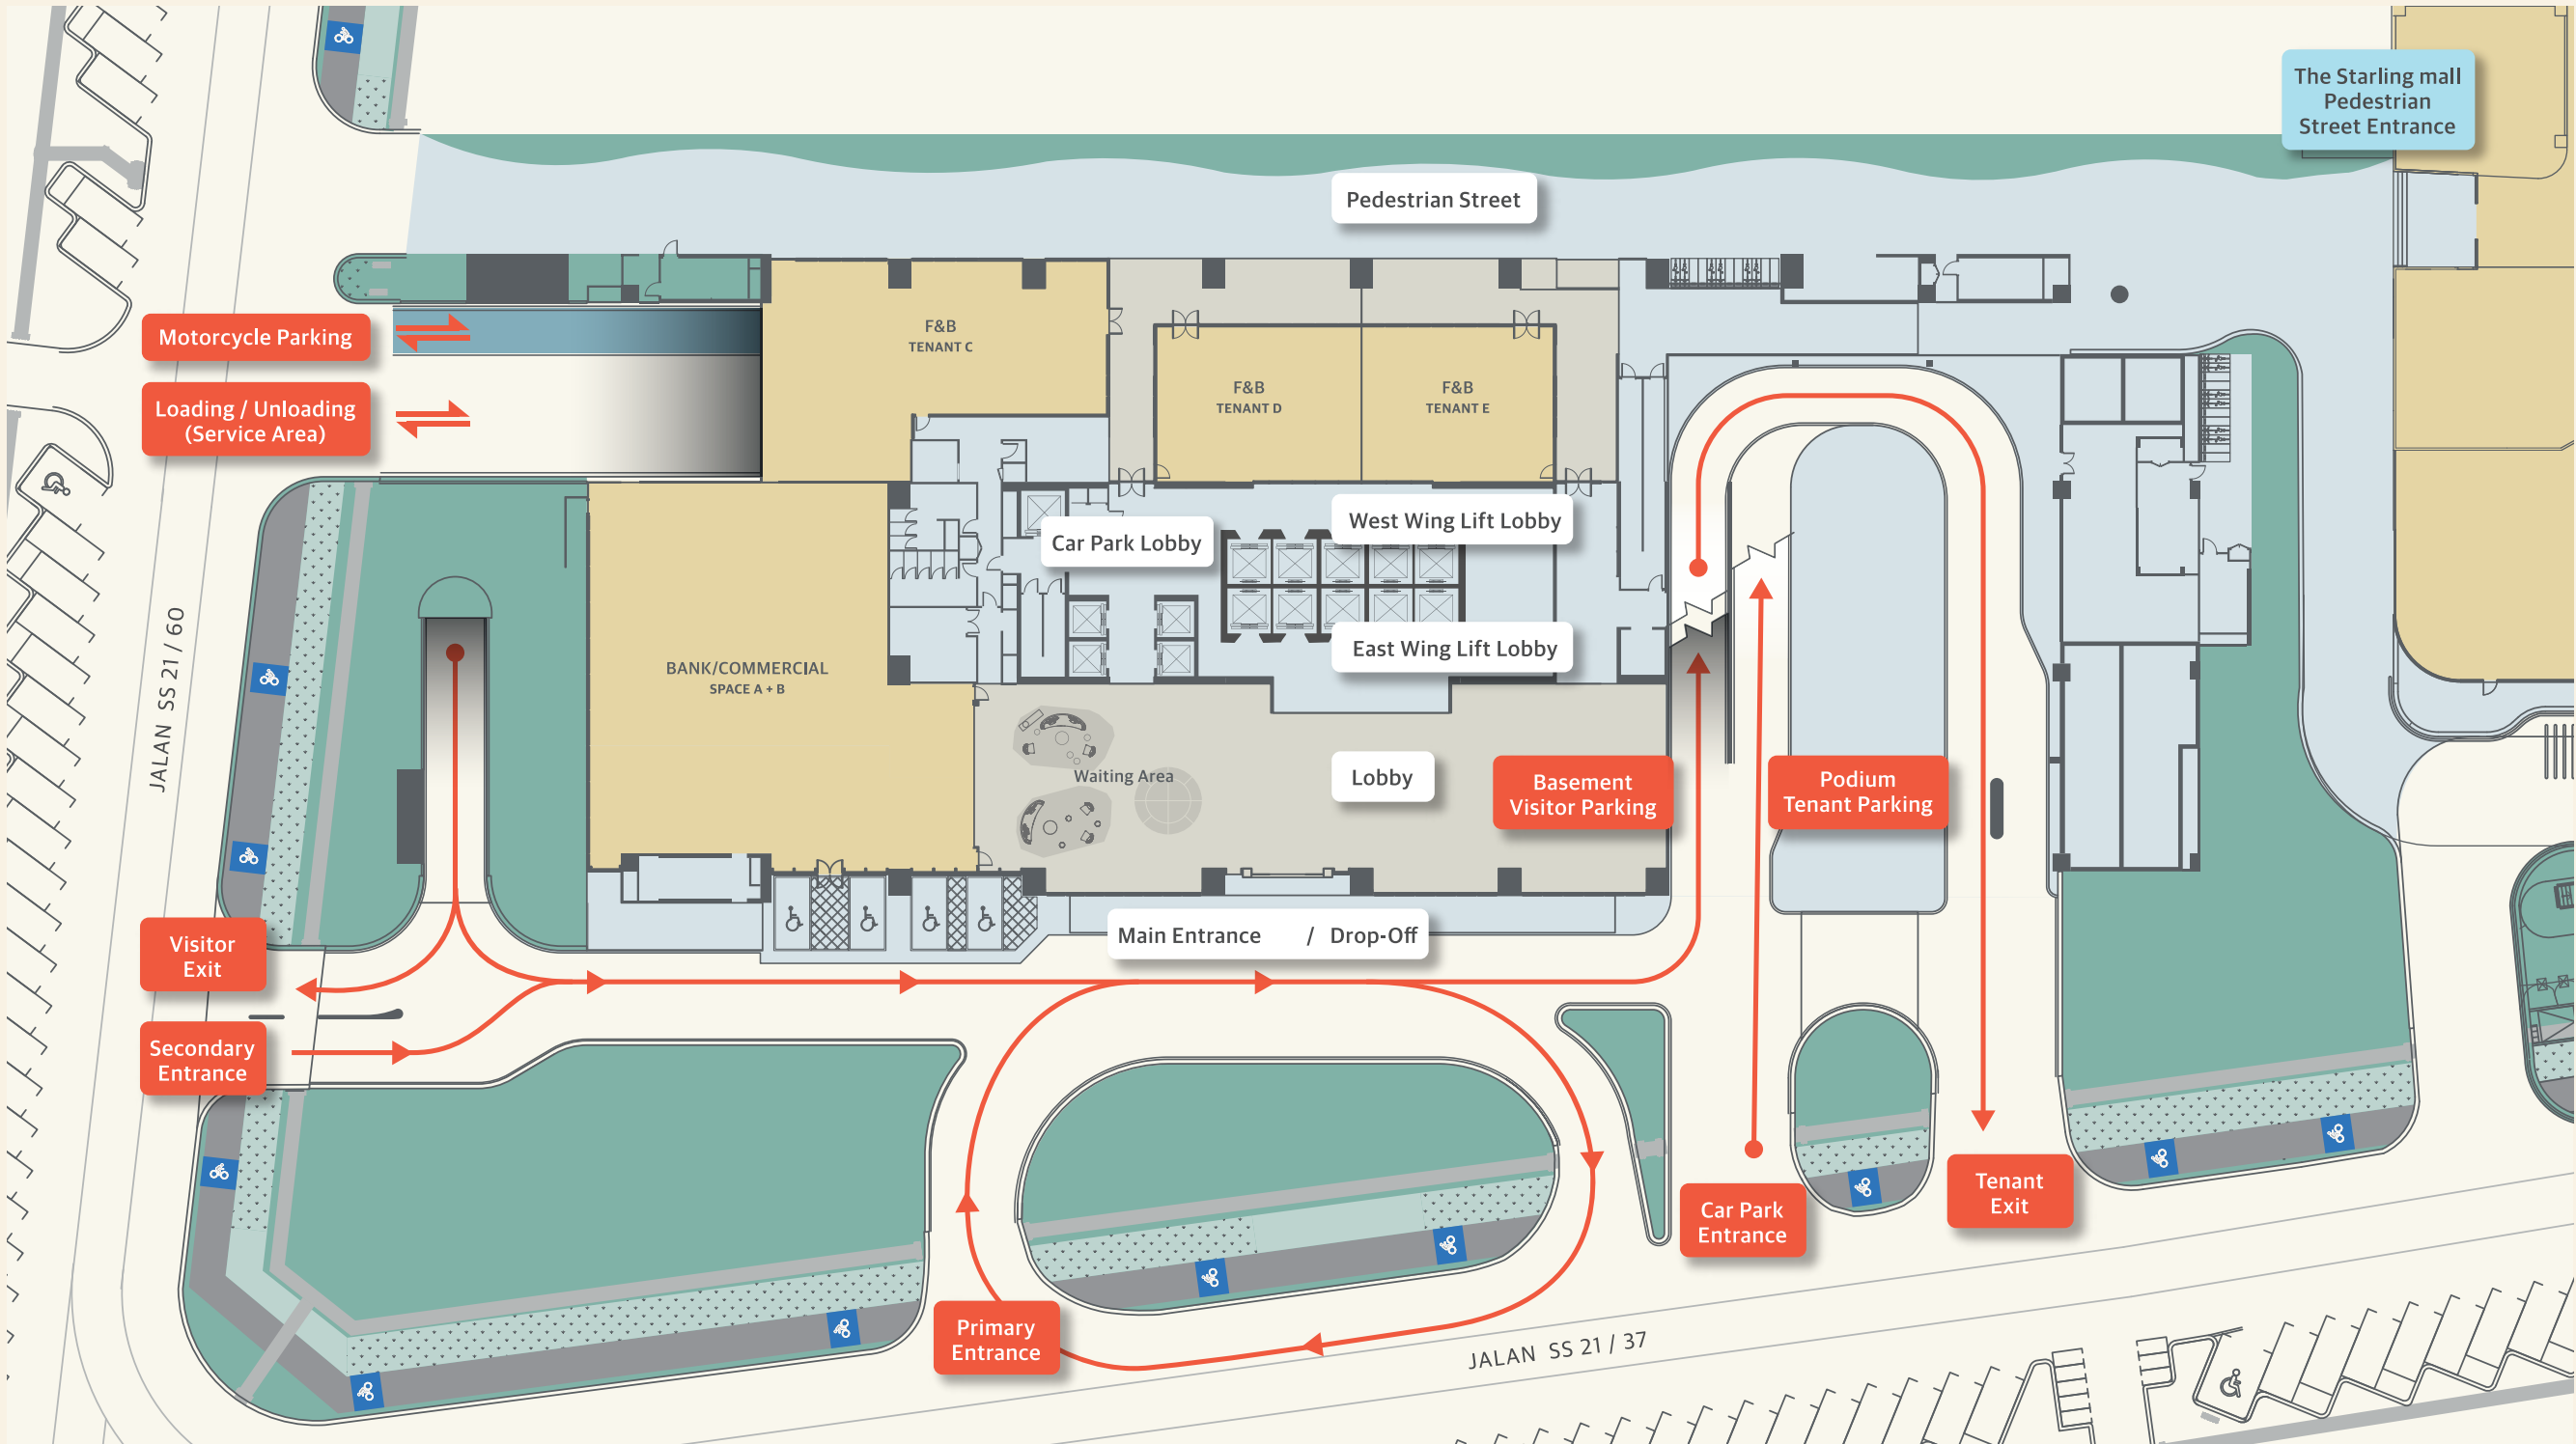 The Starling mall
Pedestrian
Street Entrance
Pedestrian Street
Motorcycle Parking
F&B
TENANT C
Loading / Unloading
(Service Area)
F&B
TENANT D
F&B
TENANT E
West Wing Lift Lobby
Car Park Lobby
East Wing Lift Lobby
JALAN SS 21 / 60
BANK/COMMERCIAL
SPACE A + B
Waiting Area
Lobby
Basement
Visitor Parking
Podium
Tenant Parking
Visitor
Exit
Main Entrance / Drop-Off
Secondary
Entrance
Car Park
Entrance
Tenant
Exit
Primary
Entrance
JALAN SS 21 / 37